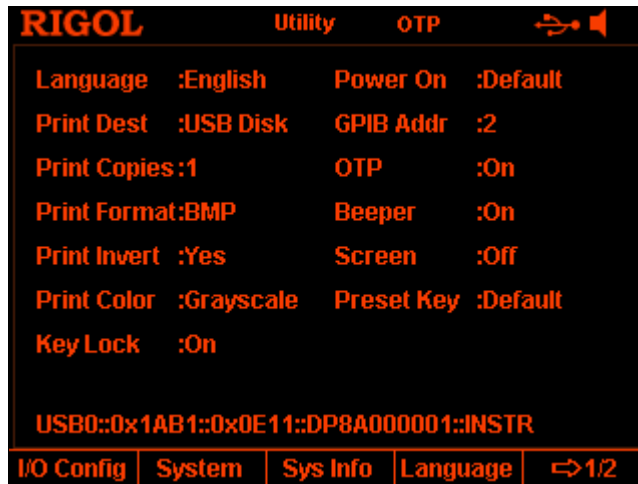 RIGOL Utility OTP
Language :English Power On :Default
Print Dest :USB Disk GPIB Addr :2
Print Copies:1 OTP :On
Print Format:BMP Beeper :On
Print Invert :Yes Screen :Off
Print Color :Grayscale Preset Key :Default
Key Lock :On
USB0::0x1AB1::0x0E11::DP8A000001::INSTR
I/O Config System Sys Info Language ⇨1/2